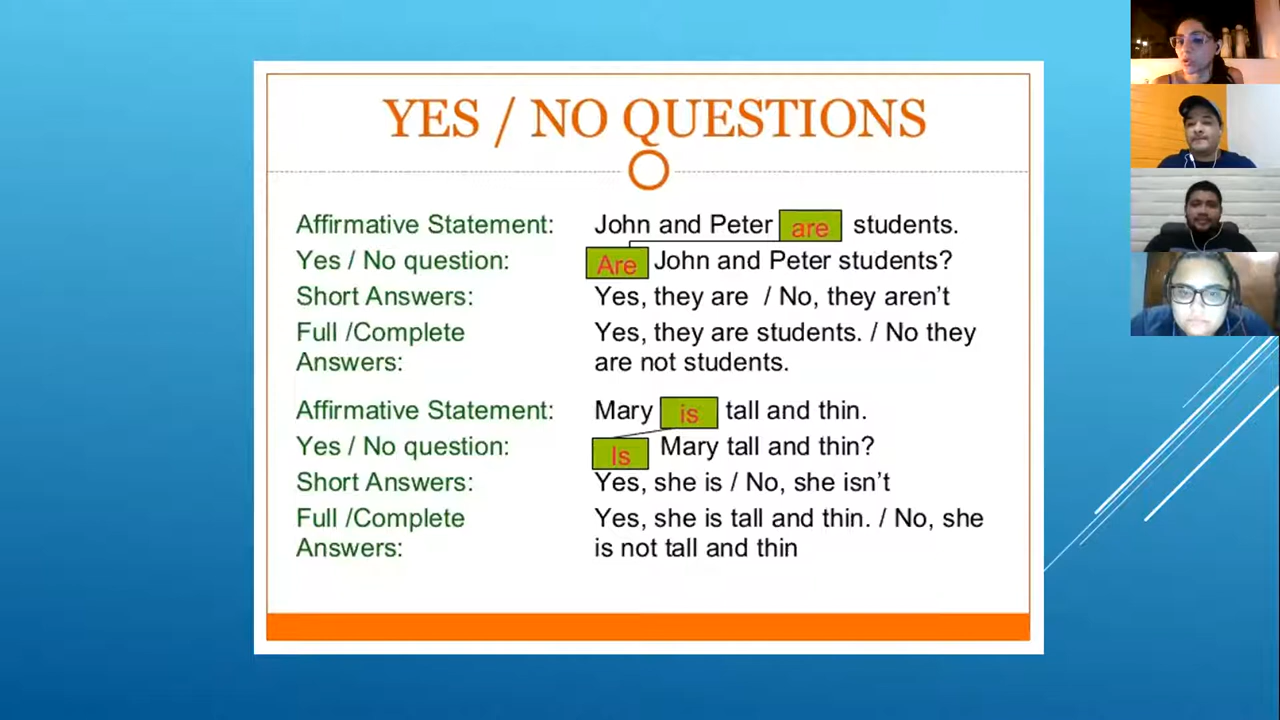 YES / NO QUESTIONS
Affirmative Statement: John and Peter are students.
Yes / No question: Are John and Peter students?
Short Answers: Yes, they are / No, they aren't
Full /Complete Answers: Yes, they are students. / No they
are not students.
Affirmative Statement: Mary is tall and thin.
Yes / No question: Is Mary tall and thin?
Short Answers: Yes, she is / No, she isn't
Full /Complete Answers: Yes, she is tall and thin. / No, she
is not tall and thin